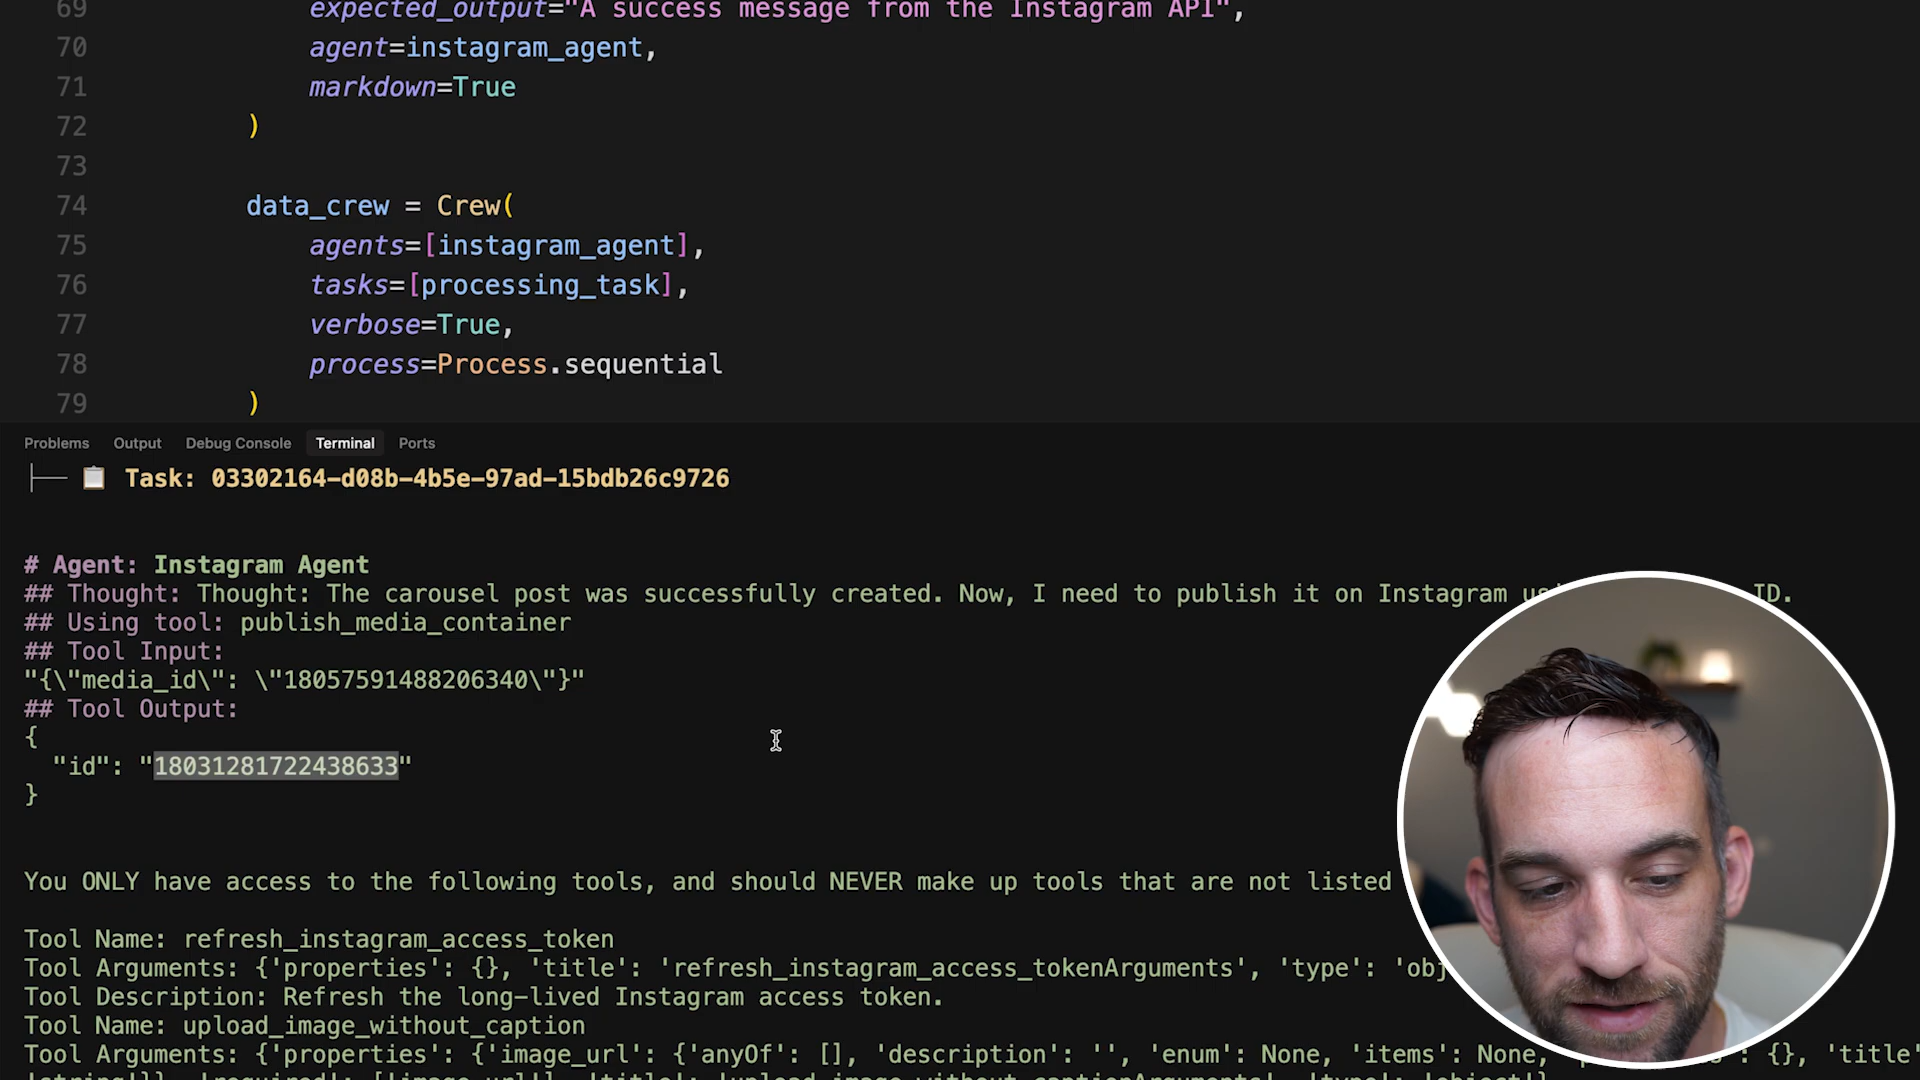 69 expected_output="A success message from the Instagram API",
70 agent=instagram_agent,
71 markdown=True
72 )
73
74 data_crew = Crew(
75 agents=[instagram_agent],
76 tasks=[processing_task],
77 verbose=True,
78 process=Process.sequential
79 )
Problems Output Debug Console Terminal Ports
├── 📋 Task: 03302164-d08b-4b5e-97ad-15bdb26c9726
# Agent: Instagram Agent
## Thought: Thought: The carousel post was successfully created. Now, I need to publish it on Instagram ID.
## Using tool: publish_media_container
## Tool Input:
"{\"media_id\": \"18057591488206340\"}"
## Tool Output:
{
"id": "18031281722438633"
}
You ONLY have access to the following tools, and should NEVER make up tools that are not listed
Tool Name: refresh_instagram_access_token
Tool Arguments: {'properties': {}, 'title': 'refresh_instagram_access_tokenArguments', 'type': 'obj
Tool Description: Refresh the long-lived Instagram access token.
Tool Name: upload_image_without_caption
Tool Arguments: {'properties': {'image_url': {'anyOf': [], 'description': '', 'enum': None, 'items': None, ': {}, 'title'